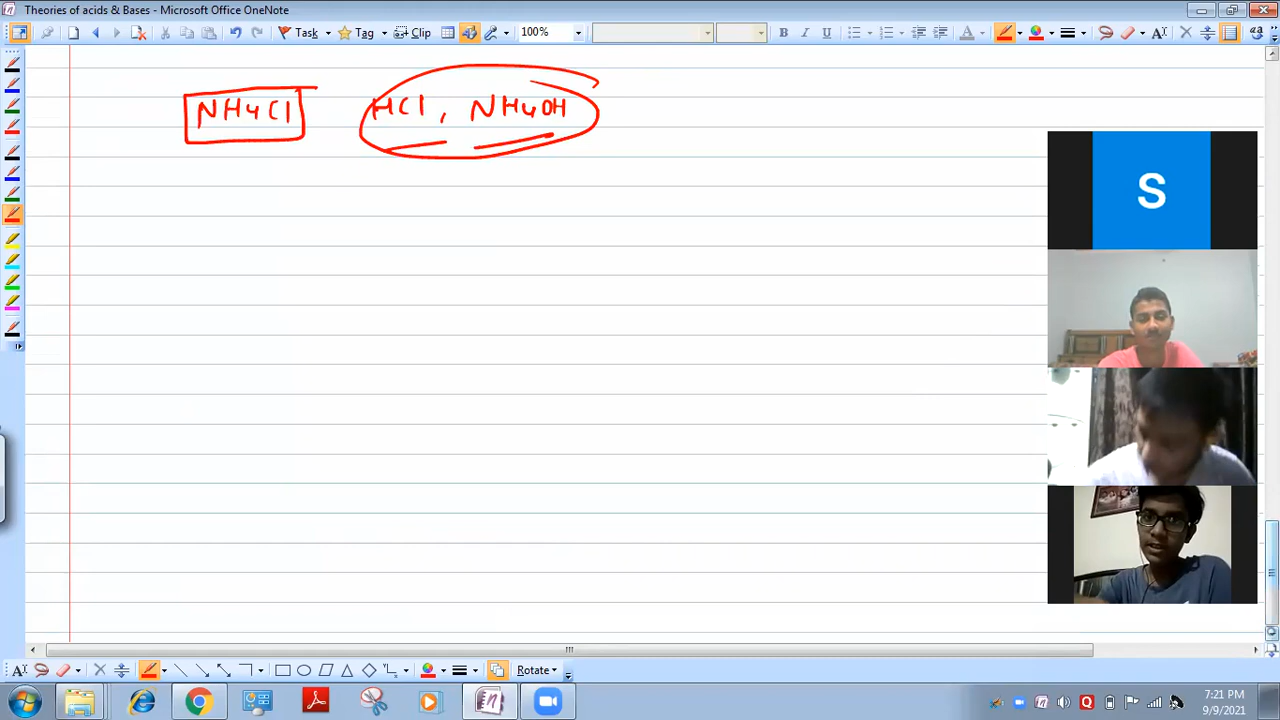 Theories of acids & Bases - Microsoft Office OneNote
Task Tag Clip 100% B I U A
NH4Cl HCl, NH4OH
S
A Rotate
7:21 PM
9/9/2021